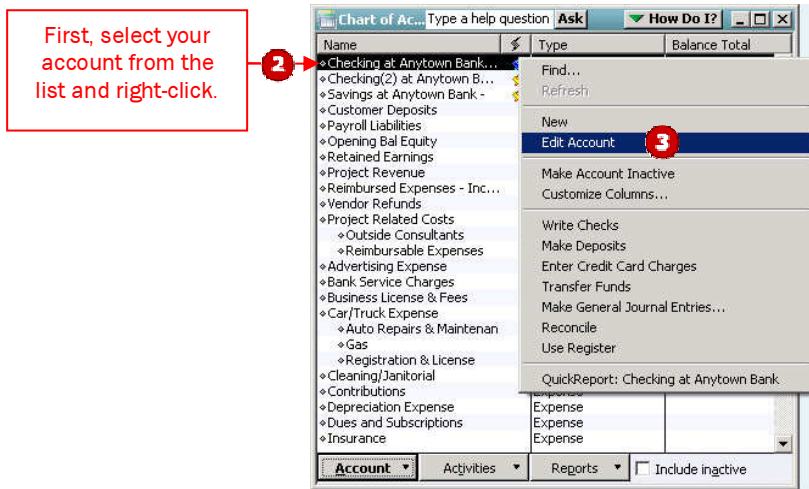 First, select your
account from the
list and right-click.
2
Chart of Ac... Type a help question Ask How Do I?
Name Type Balance Total
Checking at Anytown Bank...
Checking(2) at Anytown B...
Savings at Anytown Bank -
Customer Deposits
Payroll Liabilities
Opening Bal Equity
Retained Earnings
Project Revenue
Reimbursed Expenses - Inc...
Vendor Refunds
Project Related Costs
Outside Consultants
Reimbursable Expenses
Advertising Expense
Bank Service Charges
Business License & Fees
Car/Truck Expense
Auto Repairs & Maintenan
Gas
Registration & License
Cleaning/Janitorial
Contributions Expense
Depreciation Expense Expense
Dues and Subscriptions Expense
Insurance Expense
Find...
Refresh
New
Edit Account 3
Make Account Inactive
Customize Columns...
Write Checks
Make Deposits
Enter Credit Card Charges
Transfer Funds
Make General Journal Entries...
Reconcile
Use Register
QuickReport: Checking at Anytown Bank
Account Activities Reports Include inactive